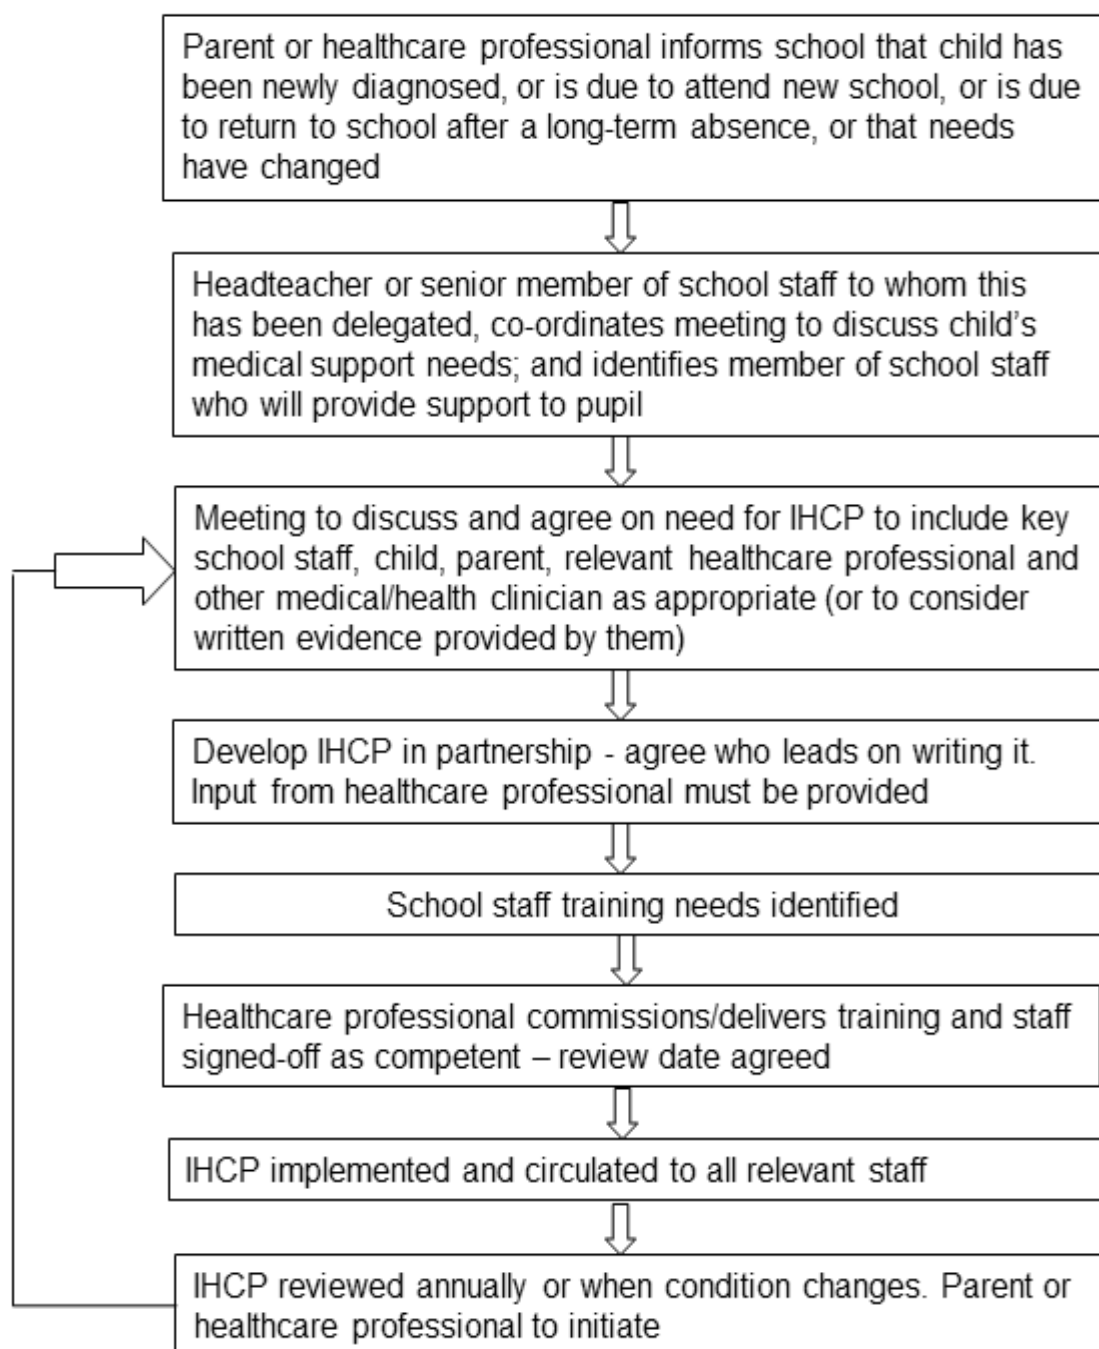 Parent or healthcare professional informs school that child has
been newly diagnosed, or is due to attend new school, or is due
to return to school after a long-term absence, or that needs
have changed
Headteacher or senior member of school staff to whom this
has been delegated, co-ordinates meeting to discuss child's
medical support needs; and identifies member of school staff
who will provide support to pupil
Meeting to discuss and agree on need for IHCP to include key
school staff, child, parent, relevant healthcare professional and
other medical/health clinician as appropriate (or to consider
written evidence provided by them)
Develop IHCP in partnership - agree who leads on writing it.
Input from healthcare professional must be provided
School staff training needs identified
Healthcare professional commissions/delivers training and staff
signed-off as competent – review date agreed
IHCP implemented and circulated to all relevant staff
IHCP reviewed annually or when condition changes. Parent or
healthcare professional to initiate